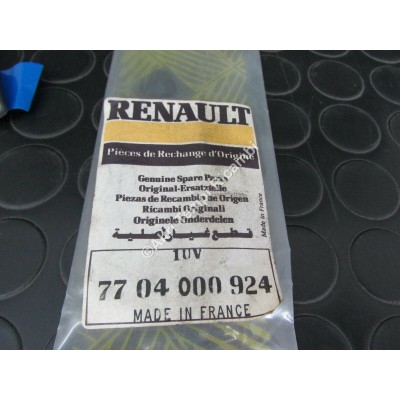 RENAULT
Pièces de Rechange d'Origine
Genuine Spare Parts
Original-Ersatzteile
Piezas de Recambio de Origen
Ricambi Originali
Originele Onderdelen
قطع غيار أصلية
Made in France
1UV
77 04 000 924
MADE IN FRANCE